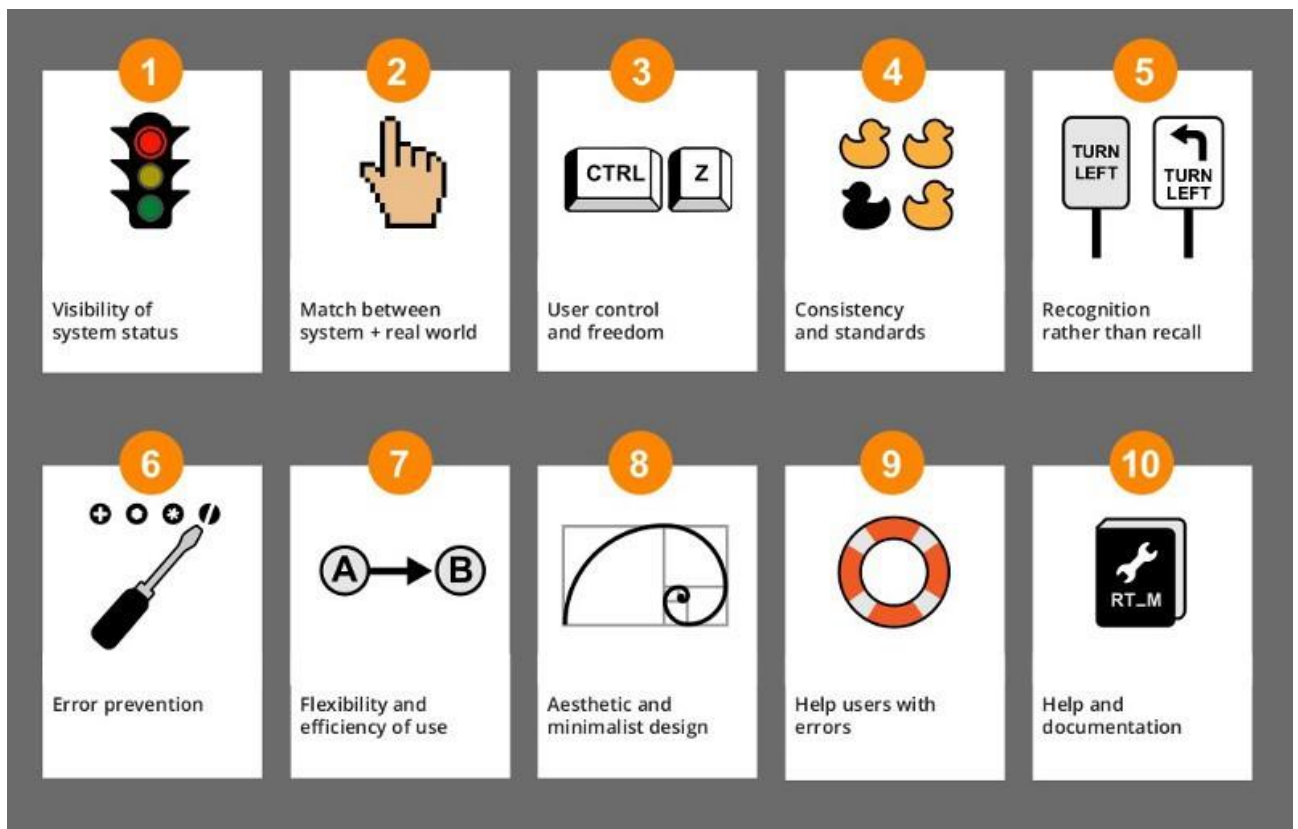 1
Visibility of
system status
2
Match between
system + real world
3
CTRL Z
User control
and freedom
4
Consistency
and standards
5
TURN
LEFT
TURN
LEFT
Recognition
rather than recall
6
Error prevention
7
A B
Flexibility and
efficiency of use
8
Aesthetic and
minimalist design
9
Help users with
errors
10
RT_M
Help and
documentation